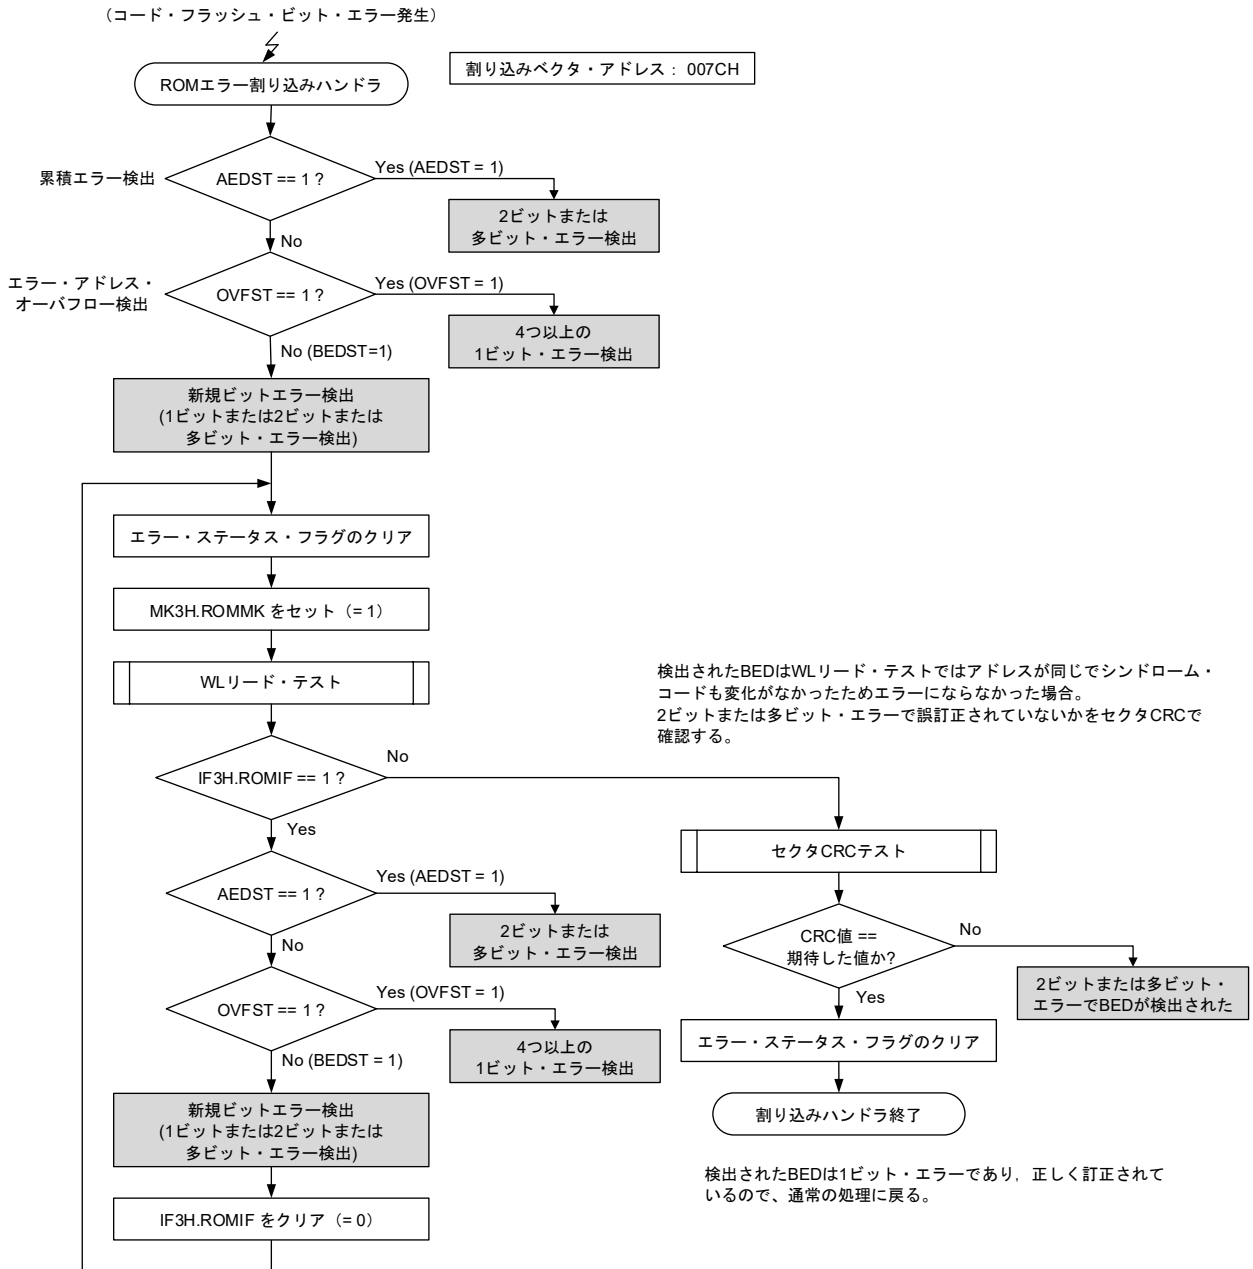 （コード・フラッシュ・ビット・エラー発生）
ROMエラー割り込みハンドラ
割り込みベクタ・アドレス： 007CH
累積エラー検出
AEDST == 1 ?
Yes (AEDST = 1)
2ビットまたは
多ビット・エラー検出
No
エラー・アドレス・
オーバフロー検出
OVFST == 1 ?
Yes (OVFST = 1)
4つ以上の
1ビット・エラー検出
No (BEDST=1)
新規ビットエラー検出
(1ビットまたは2ビットまたは
多ビット・エラー検出)
エラー・ステータス・フラグのクリア
MK3H.ROMMK をセット（= 1）
WLリード・テスト
検出されたBEDはWLリード・テストではアドレスが同じでシンドローム・
コードも変化がなかったためエラーにならなかった場合。
2ビットまたは多ビット・エラーで誤訂正されていないかをセクタCRCで
確認する。
IF3H.ROMIF == 1 ?
No
Yes
セクタCRCテスト
AEDST == 1 ?
Yes (AEDST = 1)
2ビットまたは
多ビット・エラー検出
No
CRC値 ==
期待した値か?
No
2ビットまたは多ビット・
エラーでBEDが検出された
Yes
OVFST == 1 ?
Yes (OVFST = 1)
4つ以上の
1ビット・エラー検出
No (BEDST = 1)
エラー・ステータス・フラグのクリア
新規ビットエラー検出
(1ビットまたは2ビットまたは
多ビット・エラー検出)
割り込みハンドラ終了
検出されたBEDは1ビット・エラーであり，正しく訂正されて
いるので、通常の処理に戻る。
IF3H.ROMIF をクリア（= 0）